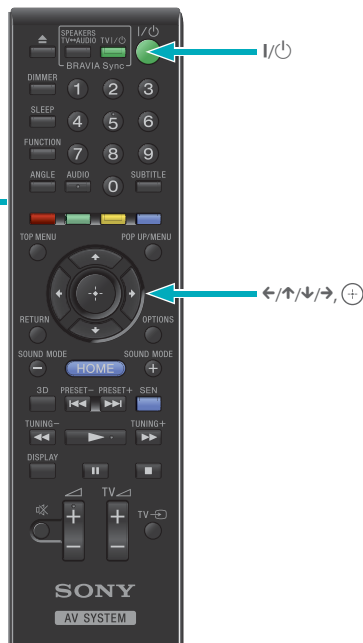 SPEAKERS
TV↔AUDIO TV I/⏻ I/⏻
BRAVIA Sync
I/⏻
DIMMER
1 2 3
SLEEP
4 5 6
FUNCTION
7 8 9
ANGLE AUDIO SUBTITLE
0
TOP MENU POP UP/MENU
←/↑/↓/→, ⊕
RETURN OPTIONS
SOUND MODE SOUND MODE
− HOME +
3D PRESET− PRESET+ SEN
TUNING− TUNING+
DISPLAY
TV
+ + TV
− −
SONY
AV SYSTEM